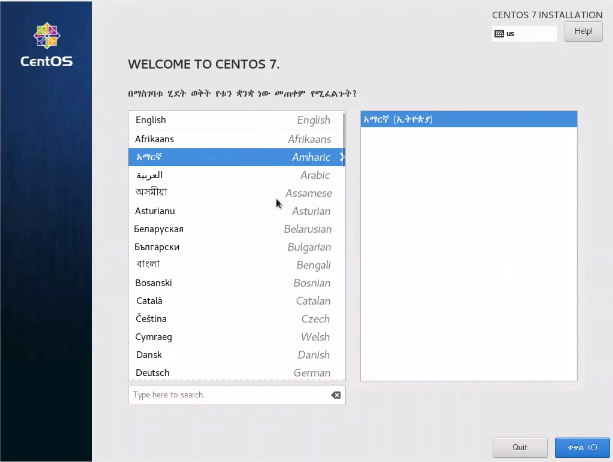 CENTOS 7 INSTALLATION
us
Help!
CentOS
WELCOME TO CENTOS 7.
በማስገባቱ ሂደት ወቅት የቱን ቋንቋ ነው መጠቀም የሚፈልጉት?
English English
Afrikaans Afrikaans
አማርኛ Amharic
العربية Arabic
অসমীয়া Assamese
Asturianu Asturian
Беларуская Belarusian
Български Bulgarian
বাংলা Bengali
Bosanski Bosnian
Català Catalan
Čeština Czech
Cymraeg Welsh
Dansk Danish
Deutsch German
አማርኛ (ኢትዮጵያ)
Type here to search.
Quit